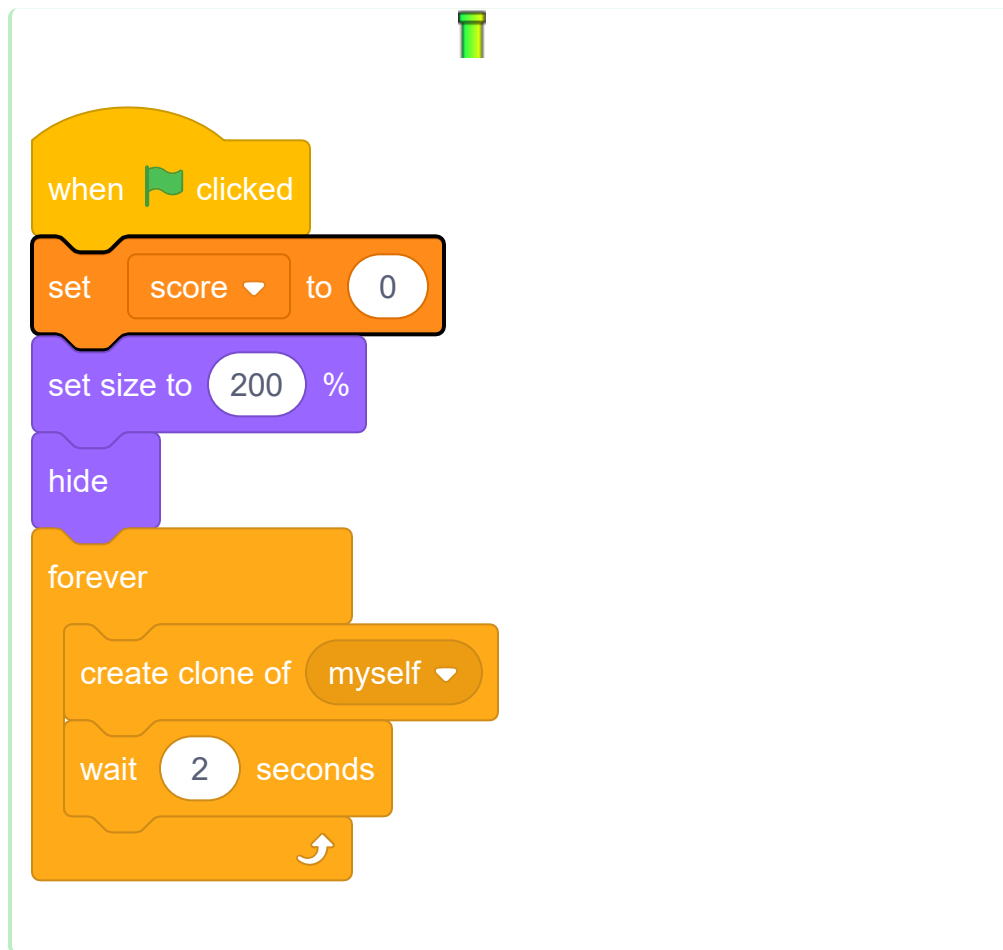 when clicked
set score to 0
set size to 200 %
hide
forever
create clone of myself
wait 2 seconds